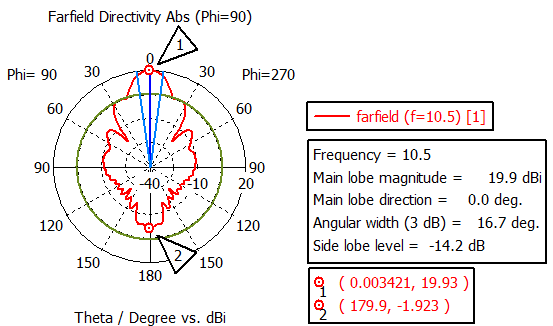 Farfield Directivity Abs (Phi=90)
1
0
Phi= 90
30
30
Phi=270
60
60
90
-40
-10
20
90
120
120
150
150
180
2
Theta / Degree vs. dBi
farfield (f=10.5) [1]
Frequency = 10.5
Main lobe magnitude = 19.9 dBi
Main lobe direction = 0.0 deg.
Angular width (3 dB) = 16.7 deg.
Side lobe level = -14.2 dB
1 ( 0.003421, 19.93 )
2 ( 179.9, -1.923 )